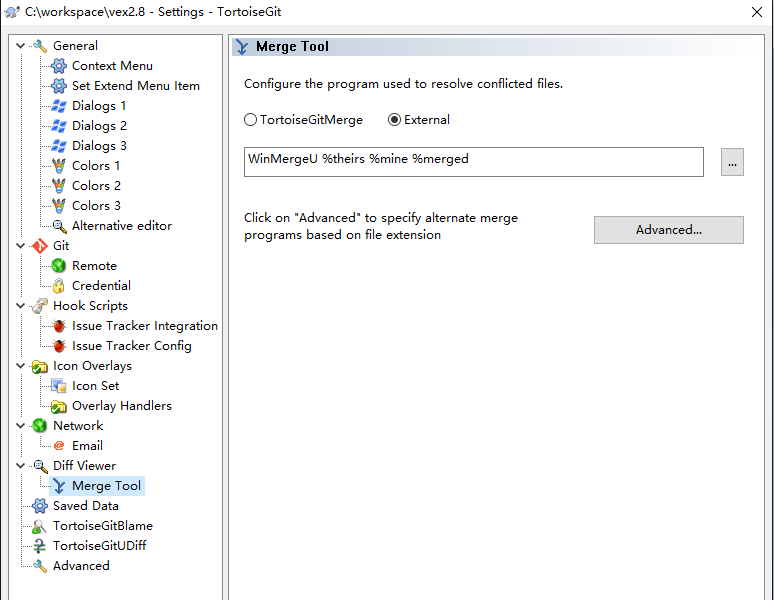 C:\workspace\vex2.8 - Settings - TortoiseGit
General
Context Menu
Set Extend Menu Item
Dialogs 1
Dialogs 2
Dialogs 3
Colors 1
Colors 2
Colors 3
Alternative editor
Git
Remote
Credential
Hook Scripts
Issue Tracker Integration
Issue Tracker Config
Icon Overlays
Icon Set
Overlay Handlers
Network
Email
Diff Viewer
Merge Tool
Saved Data
TortoiseGitBlame
TortoiseGitUDiff
Advanced
Merge Tool
Configure the program used to resolve conflicted files.
TortoiseGitMerge External
WinMergeU %theirs %mine %merged
...
Click on "Advanced" to specify alternate merge
programs based on file extension
Advanced...